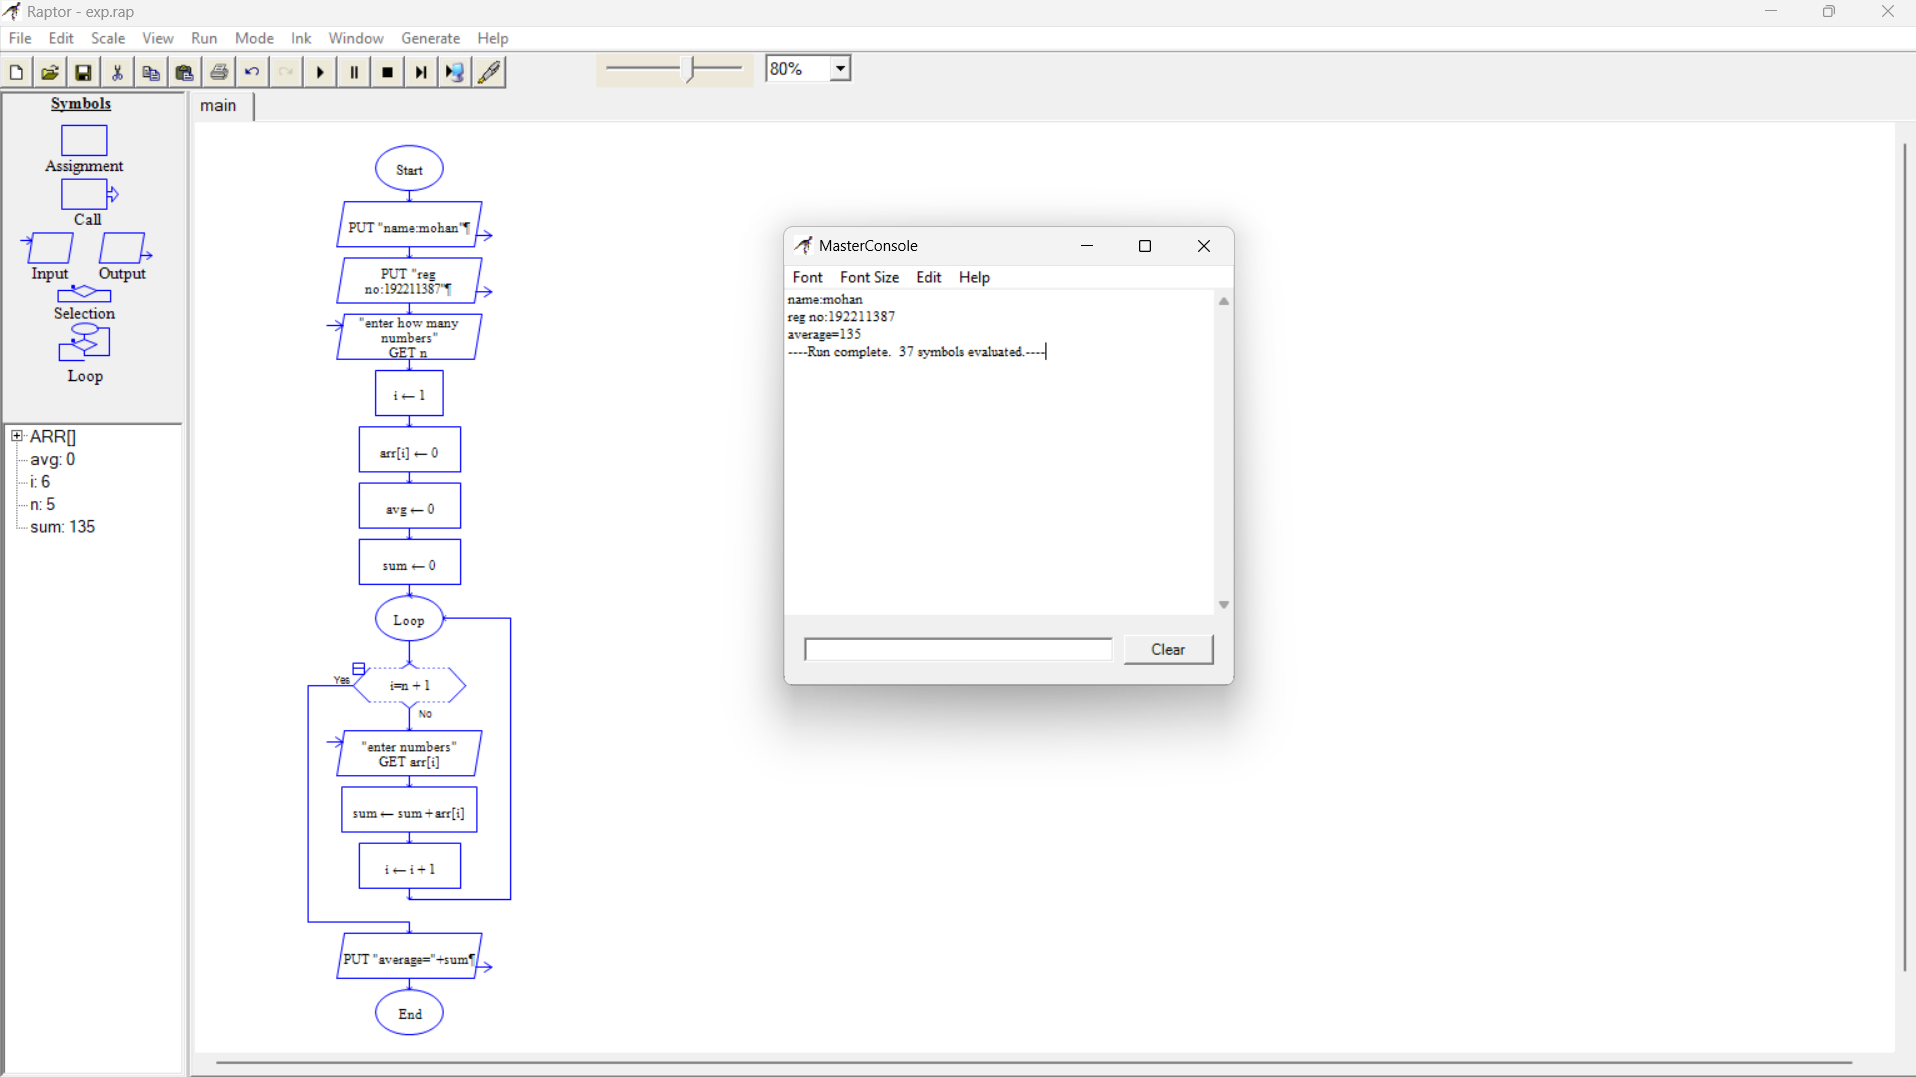 Raptor - exp.rap
File Edit Scale View Run Mode Ink Window Generate Help
80%
Symbols
Assignment
Call
Input Output
Selection
Loop
ARR[]
avg: 0
i: 6
n: 5
sum: 135
main
Start
PUT "name:mohan"¶
PUT "reg
no:192211387"¶
"enter how many
numbers"
GET n
i ← 1
arr[i] ← 0
avg ← 0
sum ← 0
Loop
Yes
i=n + 1
No
"enter numbers"
GET arr[i]
sum ← sum + arr[i]
i ← i + 1
PUT "average="+sum¶
End
MasterConsole
Font Font Size Edit Help
name:mohan
reg no:192211387
average=135
----Run complete.  37 symbols evaluated.----
Clear